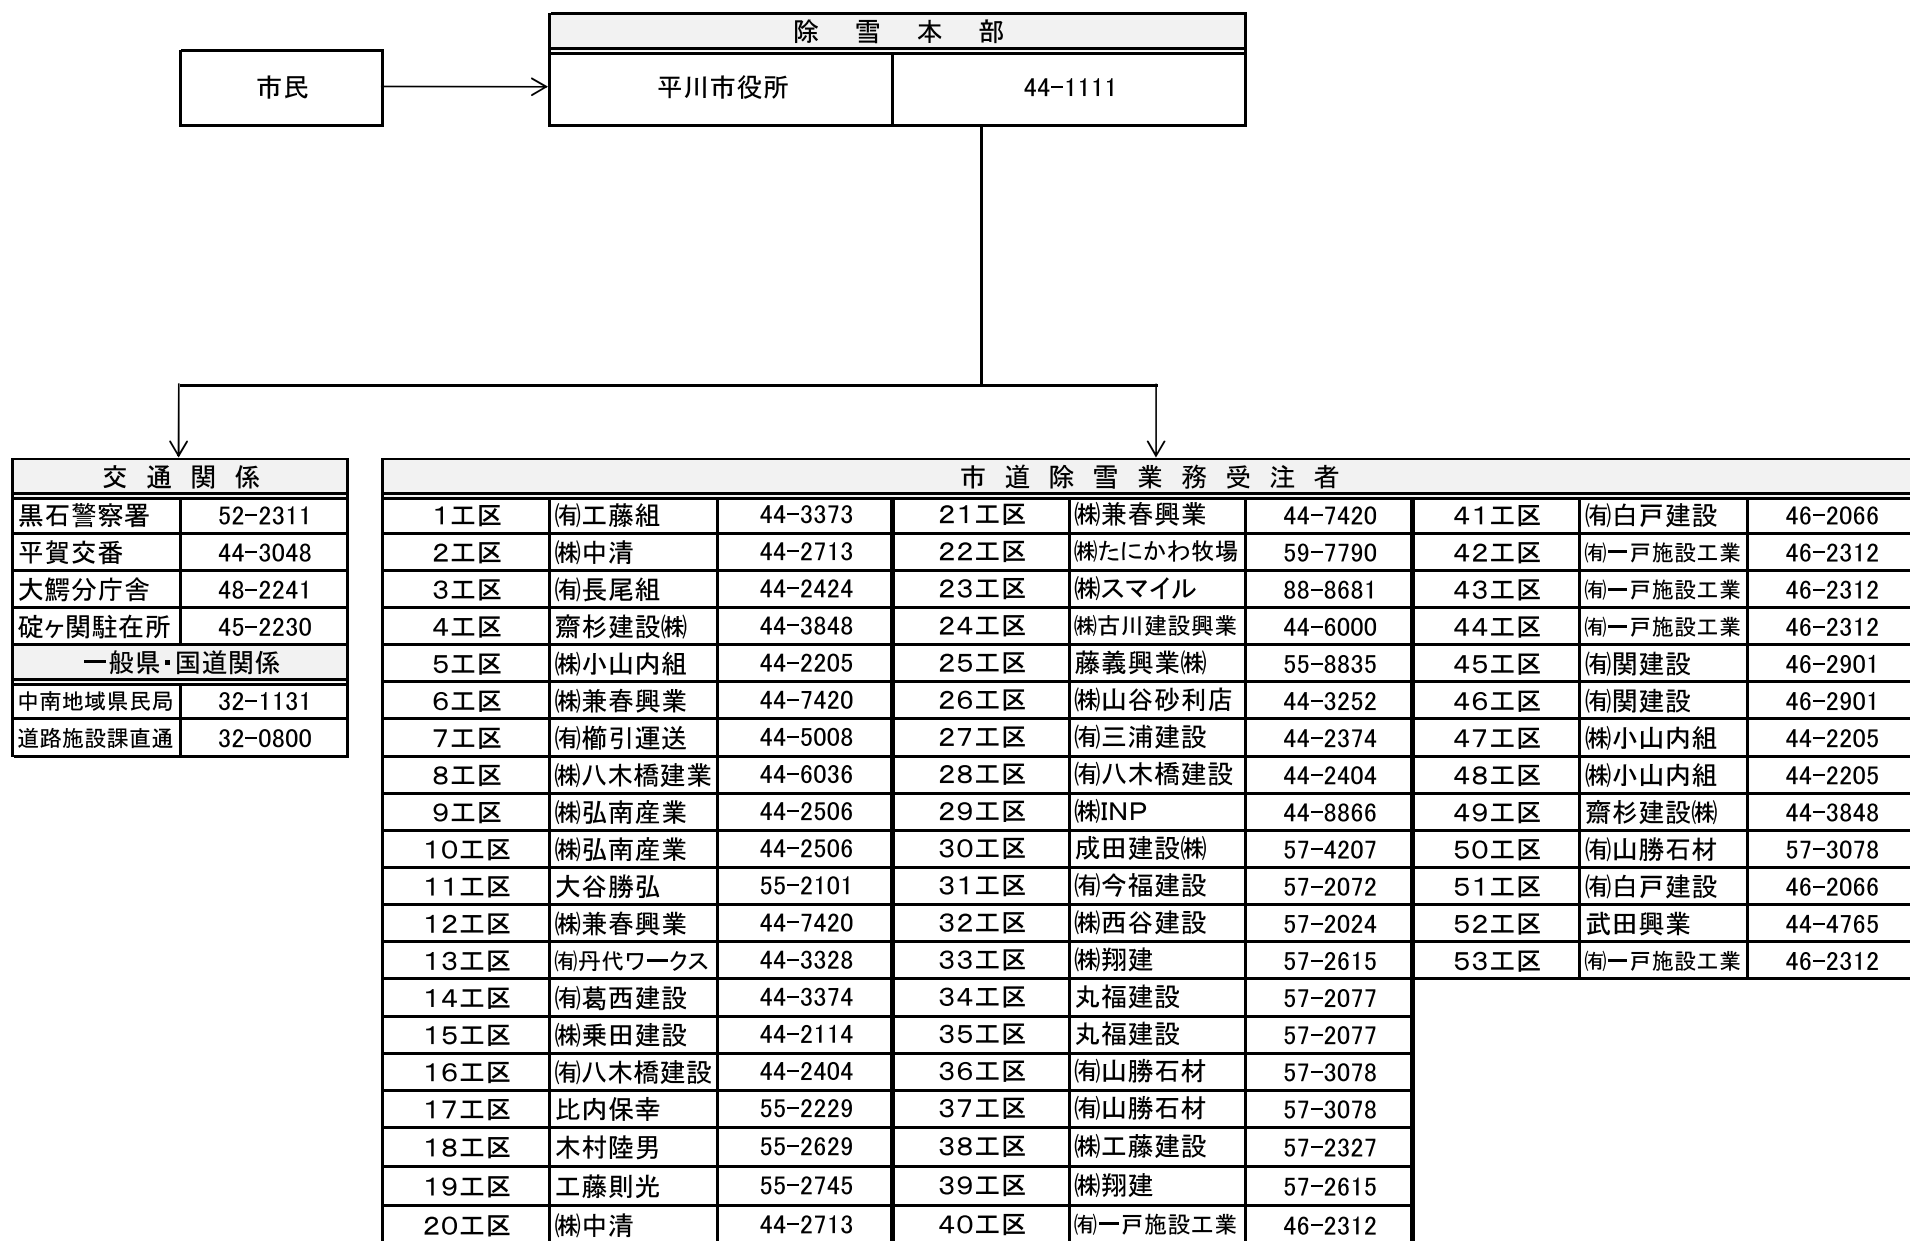 除雪本部
市民
平川市役所 44-1111
交通関係
黒石警察署 52-2311
平賀交番 44-3048
大鰐分庁舎 48-2241
碇ヶ関駐在所 45-2230
一般県・国道関係
中南地域県民局 32-1131
道路施設課直通 32-0800
市道除雪業務受注者
1工区 ㈲工藤組 44-3373
2工区 ㈱中清 44-2713
3工区 ㈲長尾組 44-2424
4工区 齋杉建設㈱ 44-3848
5工区 ㈱小山内組 44-2205
6工区 ㈱兼春興業 44-7420
7工区 ㈲櫛引運送 44-5008
8工区 ㈱八木橋建業 44-6036
9工区 ㈱弘南産業 44-2506
10工区 ㈱弘南産業 44-2506
11工区 大谷勝弘 55-2101
12工区 ㈱兼春興業 44-7420
13工区 ㈲丹代ワークス 44-3328
14工区 ㈲葛西建設 44-3374
15工区 ㈱乗田建設 44-2114
16工区 ㈲八木橋建設 44-2404
17工区 比内保幸 55-2229
18工区 木村陸男 55-2629
19工区 工藤則光 55-2745
20工区 ㈱中清 44-2713
21工区 ㈱兼春興業 44-7420
22工区 ㈱たにかわ牧場 59-7790
23工区 ㈱スマイル 88-8681
24工区 ㈱古川建設興業 44-6000
25工区 藤義興業㈱ 55-8835
26工区 ㈱山谷砂利店 44-3252
27工区 ㈲三浦建設 44-2374
28工区 ㈲八木橋建設 44-2404
29工区 ㈱INP 44-8866
30工区 成田建設㈱ 57-4207
31工区 ㈲今福建設 57-2072
32工区 ㈱西谷建設 57-2024
33工区 ㈱翔建 57-2615
34工区 丸福建設 57-2077
35工区 丸福建設 57-2077
36工区 ㈲山勝石材 57-3078
37工区 ㈲山勝石材 57-3078
38工区 ㈱工藤建設 57-2327
39工区 ㈱翔建 57-2615
40工区 ㈲一戸施設工業 46-2312
41工区 ㈲白戸建設 46-2066
42工区 ㈲一戸施設工業 46-2312
43工区 ㈲一戸施設工業 46-2312
44工区 ㈲一戸施設工業 46-2312
45工区 ㈲関建設 46-2901
46工区 ㈲関建設 46-2901
47工区 ㈱小山内組 44-2205
48工区 ㈱小山内組 44-2205
49工区 齋杉建設㈱ 44-3848
50工区 ㈲山勝石材 57-3078
51工区 ㈲白戸建設 46-2066
52工区 武田興業 44-4765
53工区 ㈲一戸施設工業 46-2312